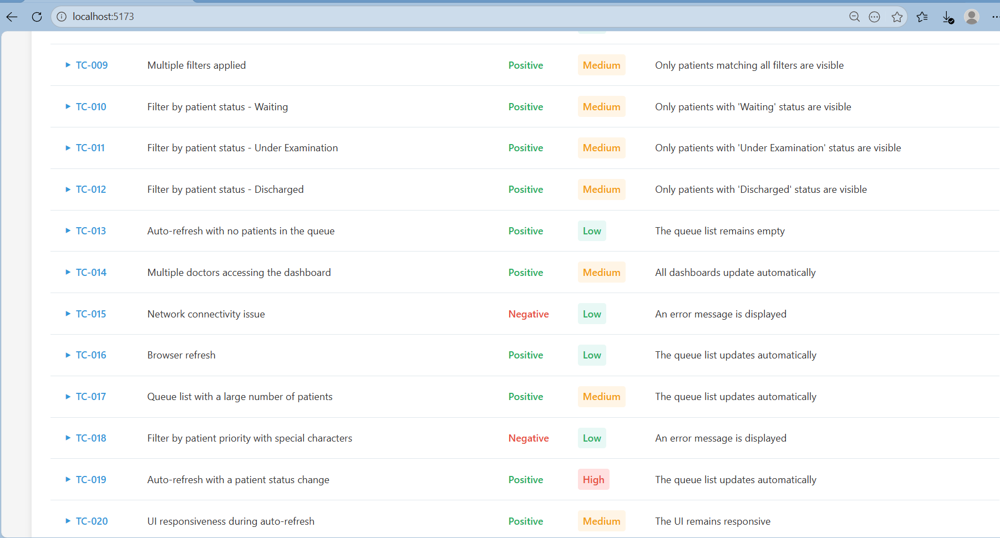 localhost:5173
Low
TC-009 Multiple filters applied Positive Medium Only patients matching all filters are visible
TC-010 Filter by patient status - Waiting Positive Medium Only patients with 'Waiting' status are visible
TC-011 Filter by patient status - Under Examination Positive Medium Only patients with 'Under Examination' status are visible
TC-012 Filter by patient status - Discharged Positive Medium Only patients with 'Discharged' status are visible
TC-013 Auto-refresh with no patients in the queue Positive Low The queue list remains empty
TC-014 Multiple doctors accessing the dashboard Positive Medium All dashboards update automatically
TC-015 Network connectivity issue Negative Low An error message is displayed
TC-016 Browser refresh Positive Low The queue list updates automatically
TC-017 Queue list with a large number of patients Positive Medium The queue list updates automatically
TC-018 Filter by patient priority with special characters Negative Low An error message is displayed
TC-019 Auto-refresh with a patient status change Positive High The queue list updates automatically
TC-020 UI responsiveness during auto-refresh Positive Medium The UI remains responsive